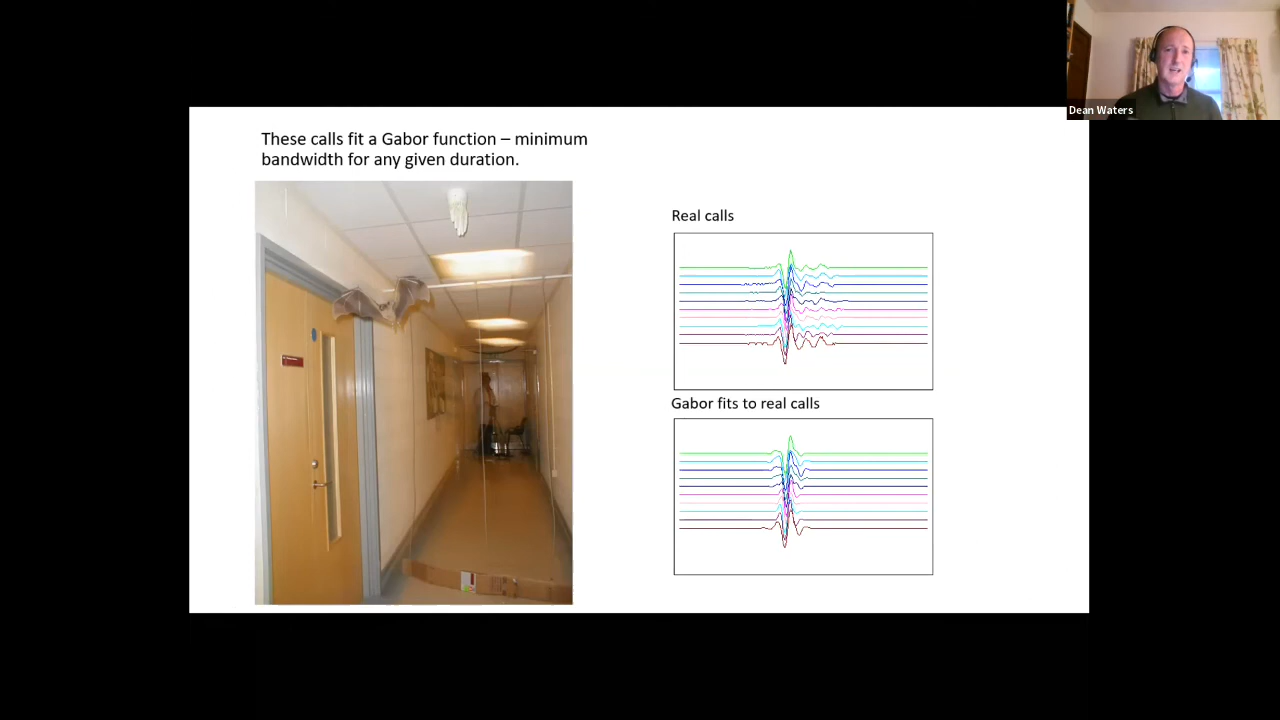 Dean Waters
These calls fit a Gabor function – minimum
bandwidth for any given duration.
Real calls
Gabor fits to real calls